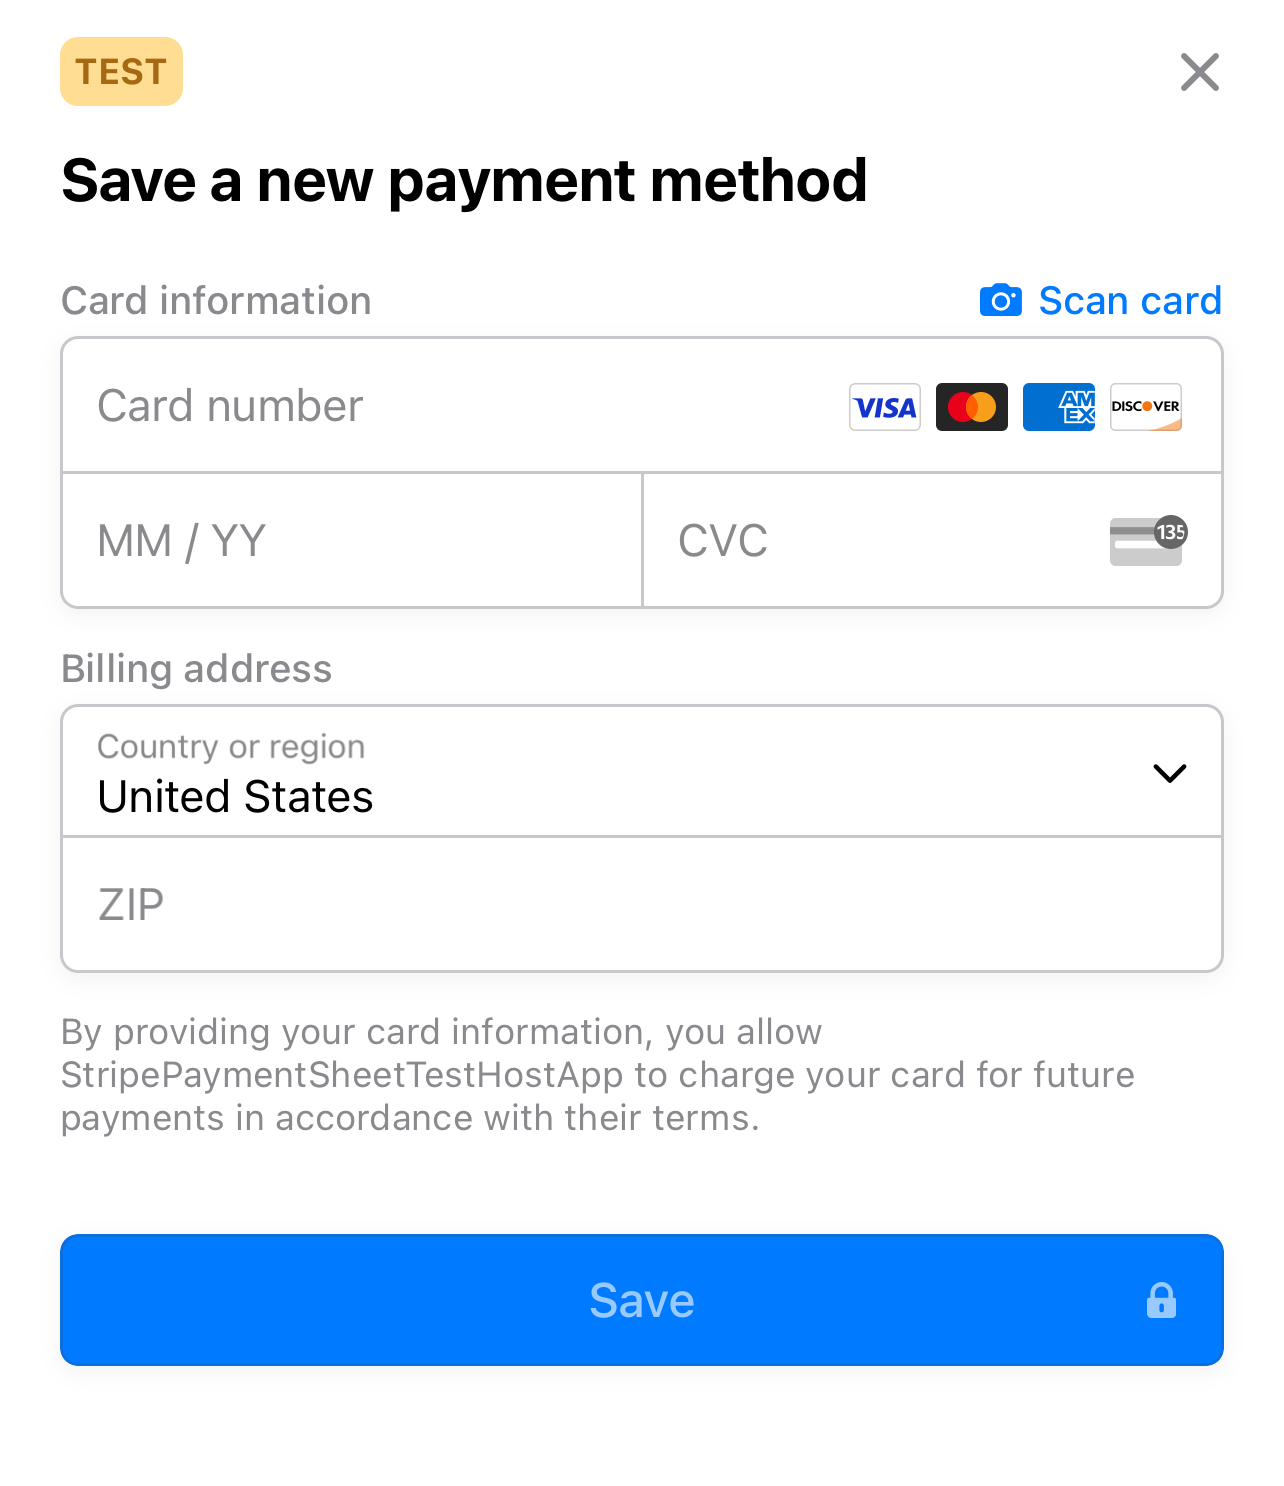 TEST
Save a new payment method
Card information
Scan card
Card number
VISA
AM
EX
DISCOVER
MM / YY
CVC
135
Billing address
Country or region
United States
ZIP
By providing your card information, you allow
StripePaymentSheetTestHostApp to charge your card for future
payments in accordance with their terms.
Save